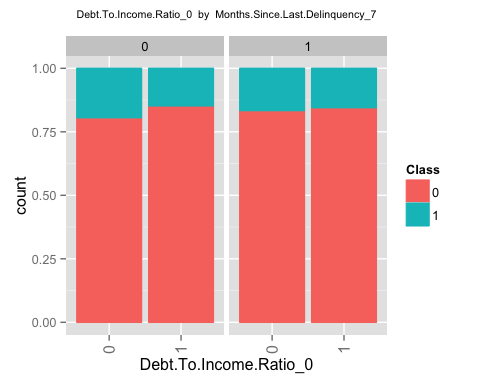 Debt.To.Income.Ratio_0 by Months.Since.Last.Delinquency_7
0 1
1.00
0.75
0.50
0.25
0.00
count
0 1 0 1
Debt.To.Income.Ratio_0
Class
0
1